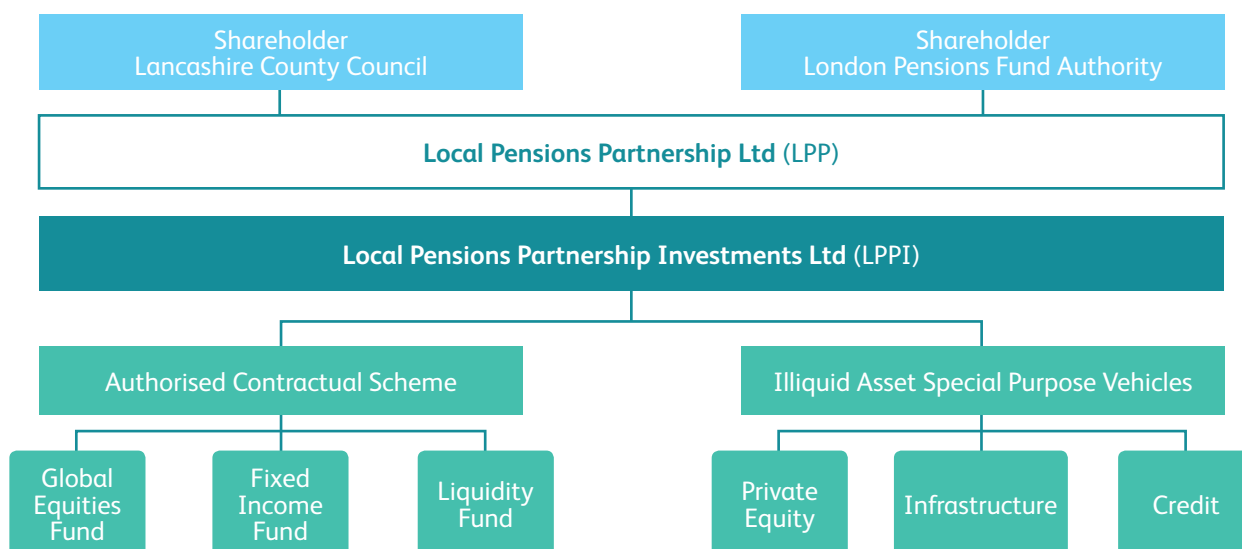 Shareholder
Lancashire County Council
Shareholder
London Pensions Fund Authority
Local Pensions Partnership Ltd (LPP)
Local Pensions Partnership Investments Ltd (LPPI)
Authorised Contractual Scheme
Illiquid Asset Special Purpose Vehicles
Global
Equities
Fund
Fixed
Income
Fund
Liquidity
Fund
Private
Equity
Infrastructure
Credit